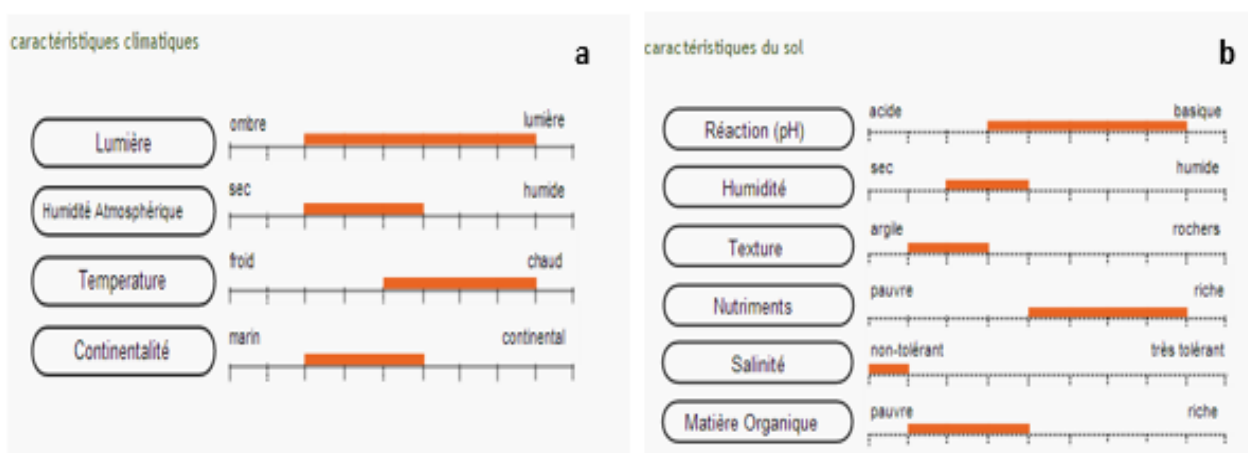 caractéristiques climatiques
a
ombre
lumière
Lumière
sec
humide
Humidité Atmosphérique
froid
chaud
Temperature
marin
continental
Continentalité
caractéristiques du sol
b
acide
basique
Réaction (pH)
sec
humide
Humidité
argile
rochers
Texture
pauvre
riche
Nutriments
non-tolérant
très tolérant
Salinité
pauvre
riche
Matière Organique